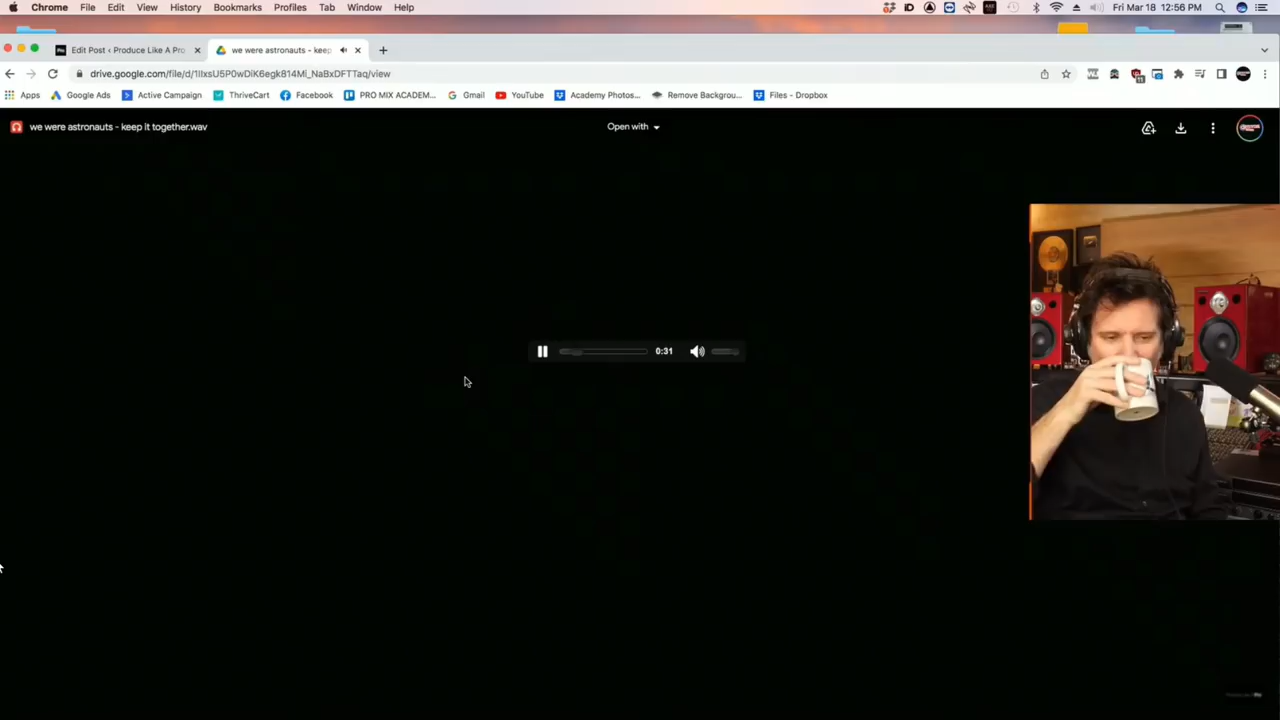 Chrome File Edit View History Bookmarks Profiles Tab Window Help Fri Mar 18 12:56 PM
Edit Post ‹ Produce Like A Pro we were astronauts - keep
drive.google.com/file/d/
Apps Google Ads Active Campaign ThriveCart Facebook PRO MIX ACADEM... Gmail YouTube Academy Photos... Remove Backgrou... Files - Dropbox
we were astronauts - keep it together.wav Open with
0:31